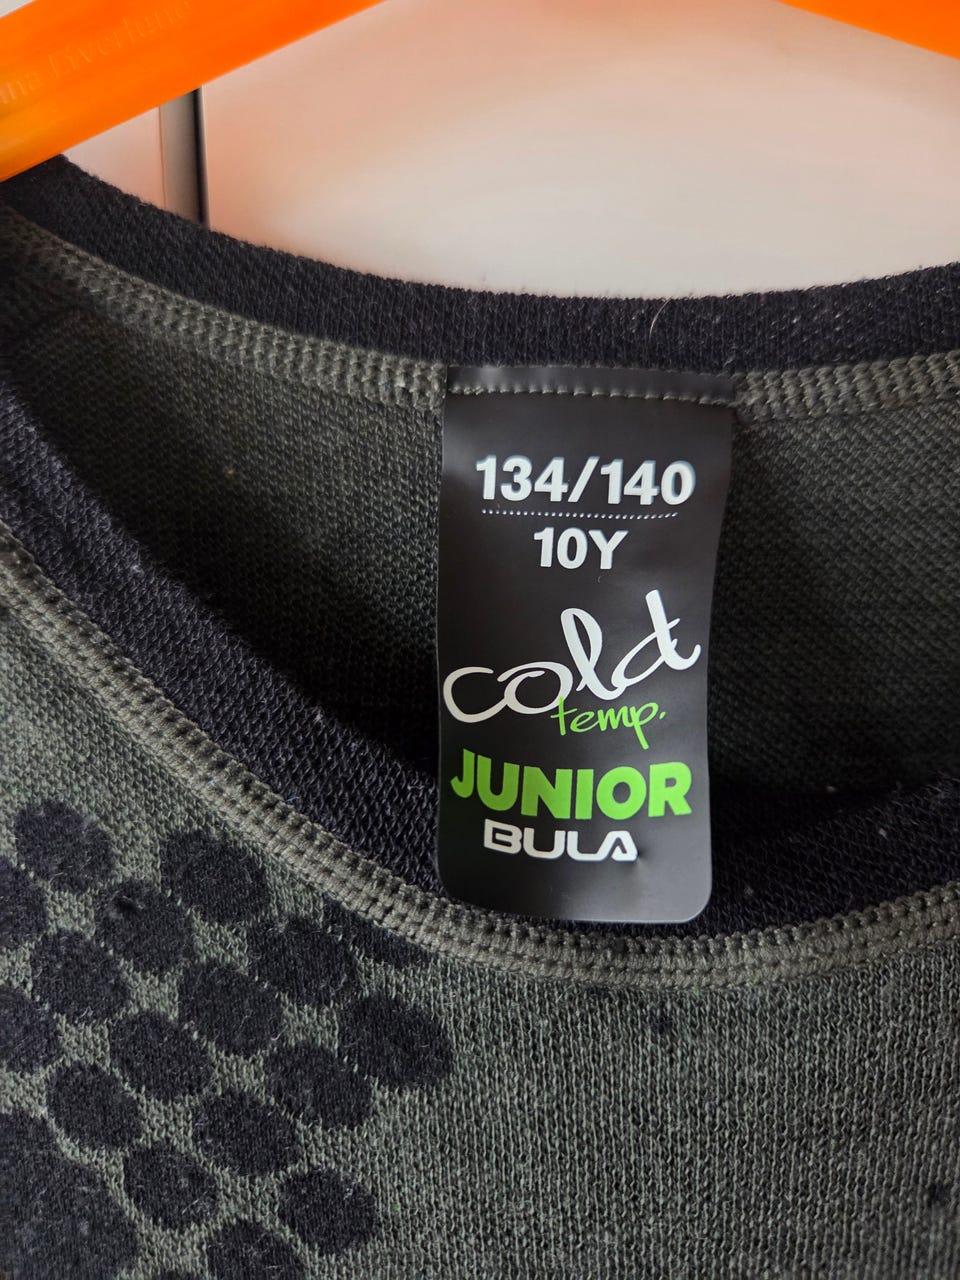 134/140
10Y
cold
temp.
JUNIOR
BULA